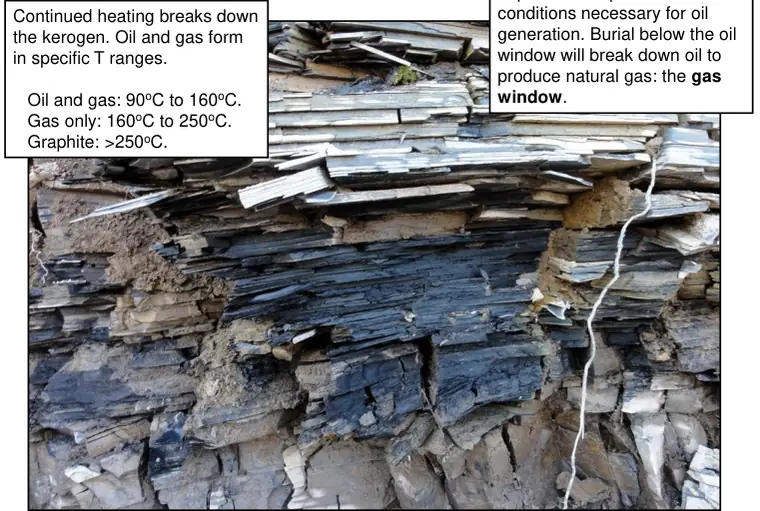 Continued heating breaks down
the kerogen. Oil and gas form
in specific T ranges.
Oil and gas: 90ºC to 160ºC.
Gas only: 160ºC to 250ºC.
Graphite: >250ºC.
conditions necessary for oil
generation. Burial below the oil
window will break down oil to
produce natural gas: the gas
window.